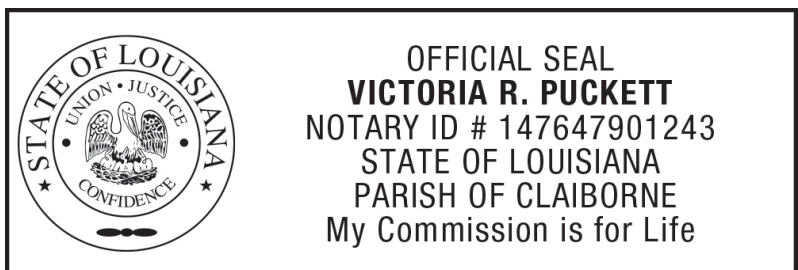 STATE OF LOUISIANA
UNION • JUSTICE
CONFIDENCE
OFFICIAL SEAL
VICTORIA R. PUCKETT
NOTARY ID # 147647901243
STATE OF LOUISIANA
PARISH OF CLAIBORNE
My Commission is for Life